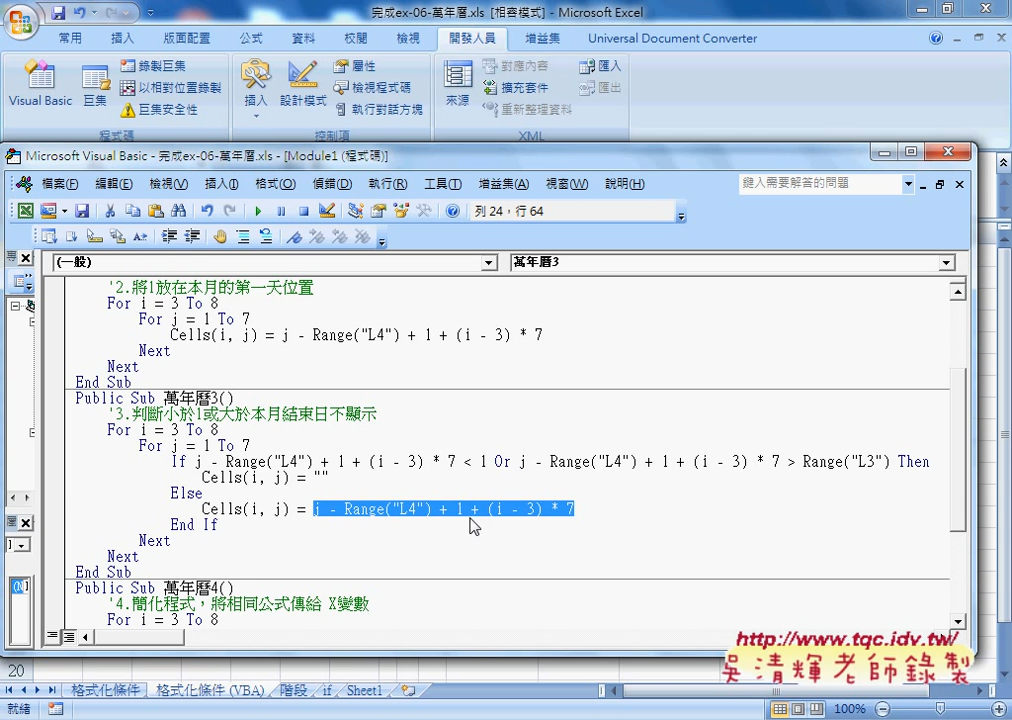 完成ex-06-萬年曆.xls [相容模式] - Microsoft Excel
常用 插入 版面配置 公式 資料 校閱 檢視 開發人員 增益集 Universal Document Converter
Visual Basic 巨集 錄製巨集 以相對位置錄製 巨集安全性 插入 設計模式 屬性 檢視程式碼 執行對話方塊 來源 對應內容 擴充套件 重新整理資料 匯入 匯出
程式碼 控制項 XML
Microsoft Visual Basic - 完成ex-06-萬年曆.xls - [Module1 (程式碼)]
檔案(F) 編輯(E) 檢視(V) 插入(I) 格式(O) 偵錯(D) 執行(R) 工具(T) 增益集(A) 視窗(W) 說明(H) 鍵入需要解答的問題
列 24，行 64
(一般) 萬年曆3
'2.將1放在本月的第一天位置
For i = 3 To 8
For j = 1 To 7
Cells(i, j) = j - Range("L4") + 1 + (i - 3) * 7
Next
Next
End Sub
Public Sub 萬年曆3()
'3.判斷小於1或大於本月結束日不顯示
For i = 3 To 8
For j = 1 To 7
If j - Range("L4") + 1 + (i - 3) * 7 < 1 Or j - Range("L4") + 1 + (i - 3) * 7 > Range("L3") Then
Cells(i, j) = ""
Else
Cells(i, j) = j - Range("L4") + 1 + (i - 3) * 7
End If
Next
Next
End Sub
Public Sub 萬年曆4()
'4.簡化程式，將相同公式傳給 X變數
For i = 3 To 8
http://www.tqc.idv.tw/
吳清輝老師錄製
20
格式化條件 格式化條件 (VBA) 階段 if Sheet1
就緒 100%